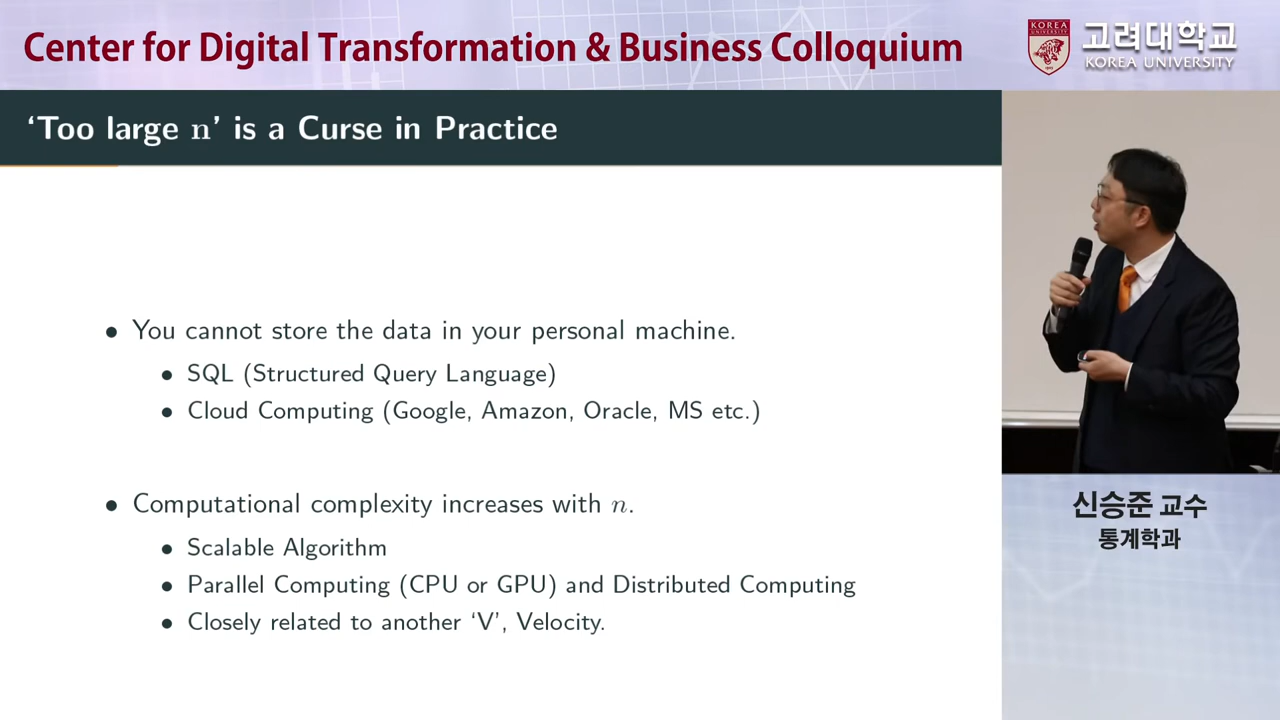 Center for Digital Transformation & Business Colloquium
KOREA
UNIVERSITY
고려대학교
KOREA UNIVERSITY
'Too large n' is a Curse in Practice
• You cannot store the data in your personal machine.
• SQL (Structured Query Language)
• Cloud Computing (Google, Amazon, Oracle, MS etc.)
• Computational complexity increases with n.
• Scalable Algorithm
• Parallel Computing (CPU or GPU) and Distributed Computing
• Closely related to another 'V', Velocity.
신승준 교수
통계학과